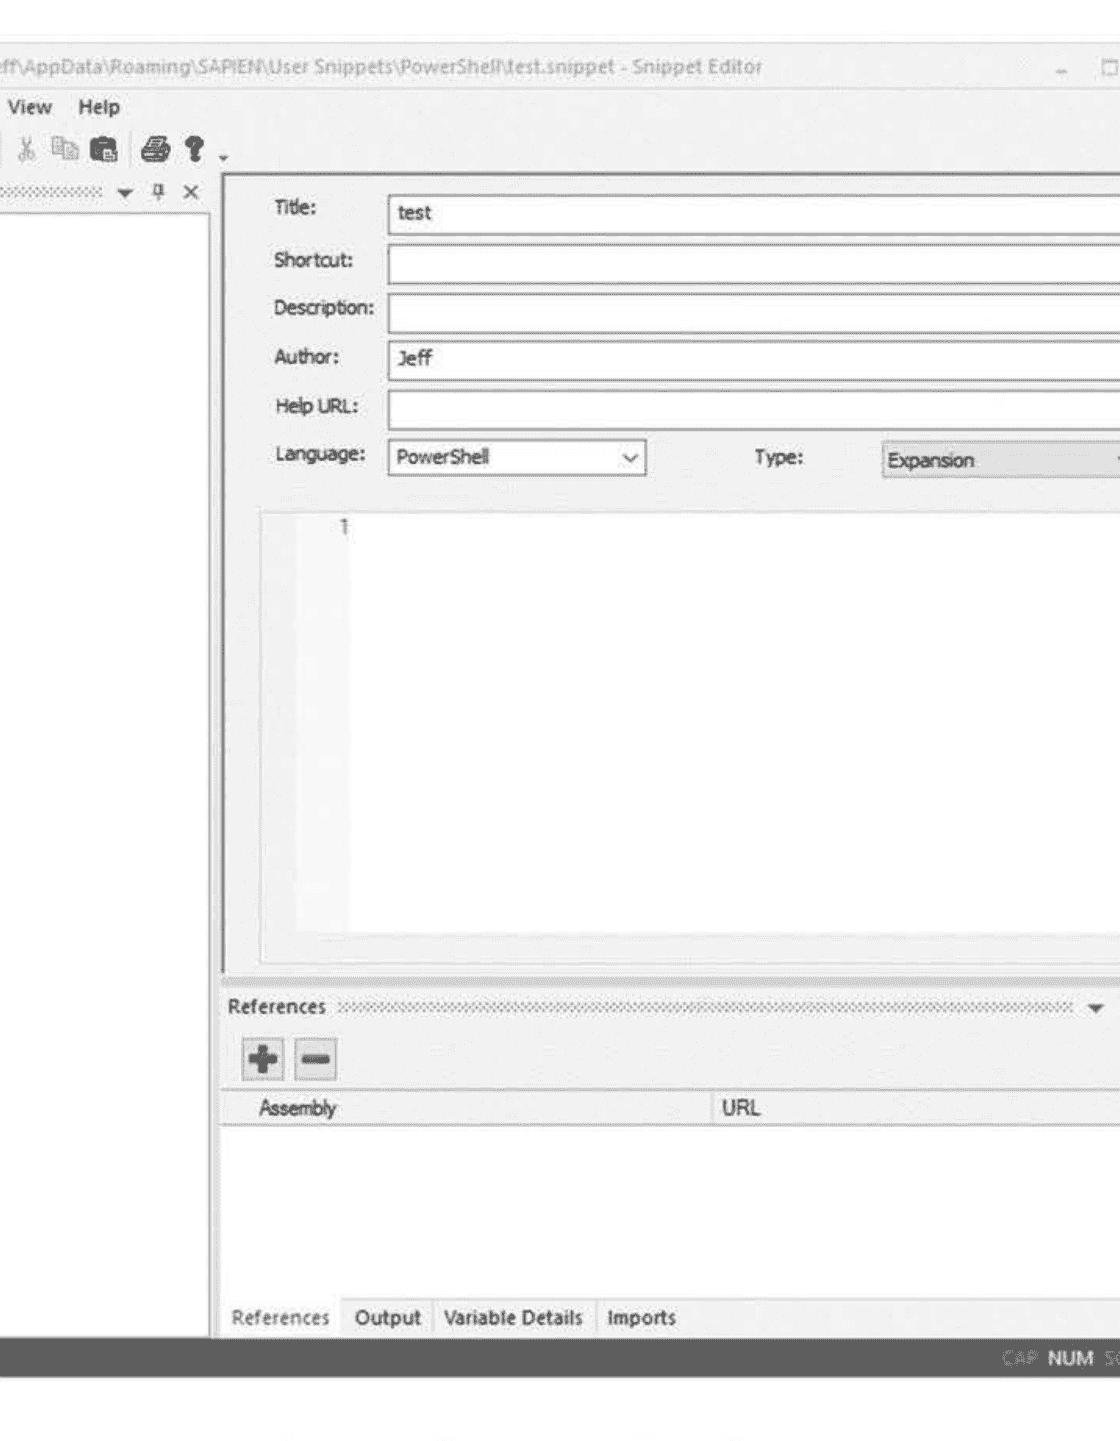 ff\AppData\Roaming\SAPIEN\User Snippets\PowerShell\test.snippet - Snippet Editor
View Help
Title: test
Shortcut:
Description:
Author: Jeff
Help URL:
Language: PowerShell Type: Expansion
1
References
Assembly URL
References Output Variable Details Imports
CAP NUM